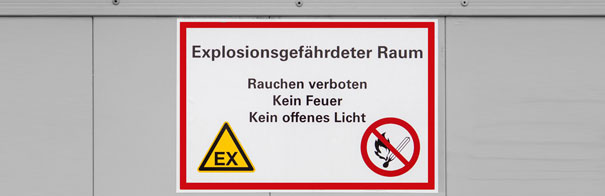 Explosionsgefährdeter Raum
Rauchen verboten
Kein Feuer
Kein offenes Licht
EX